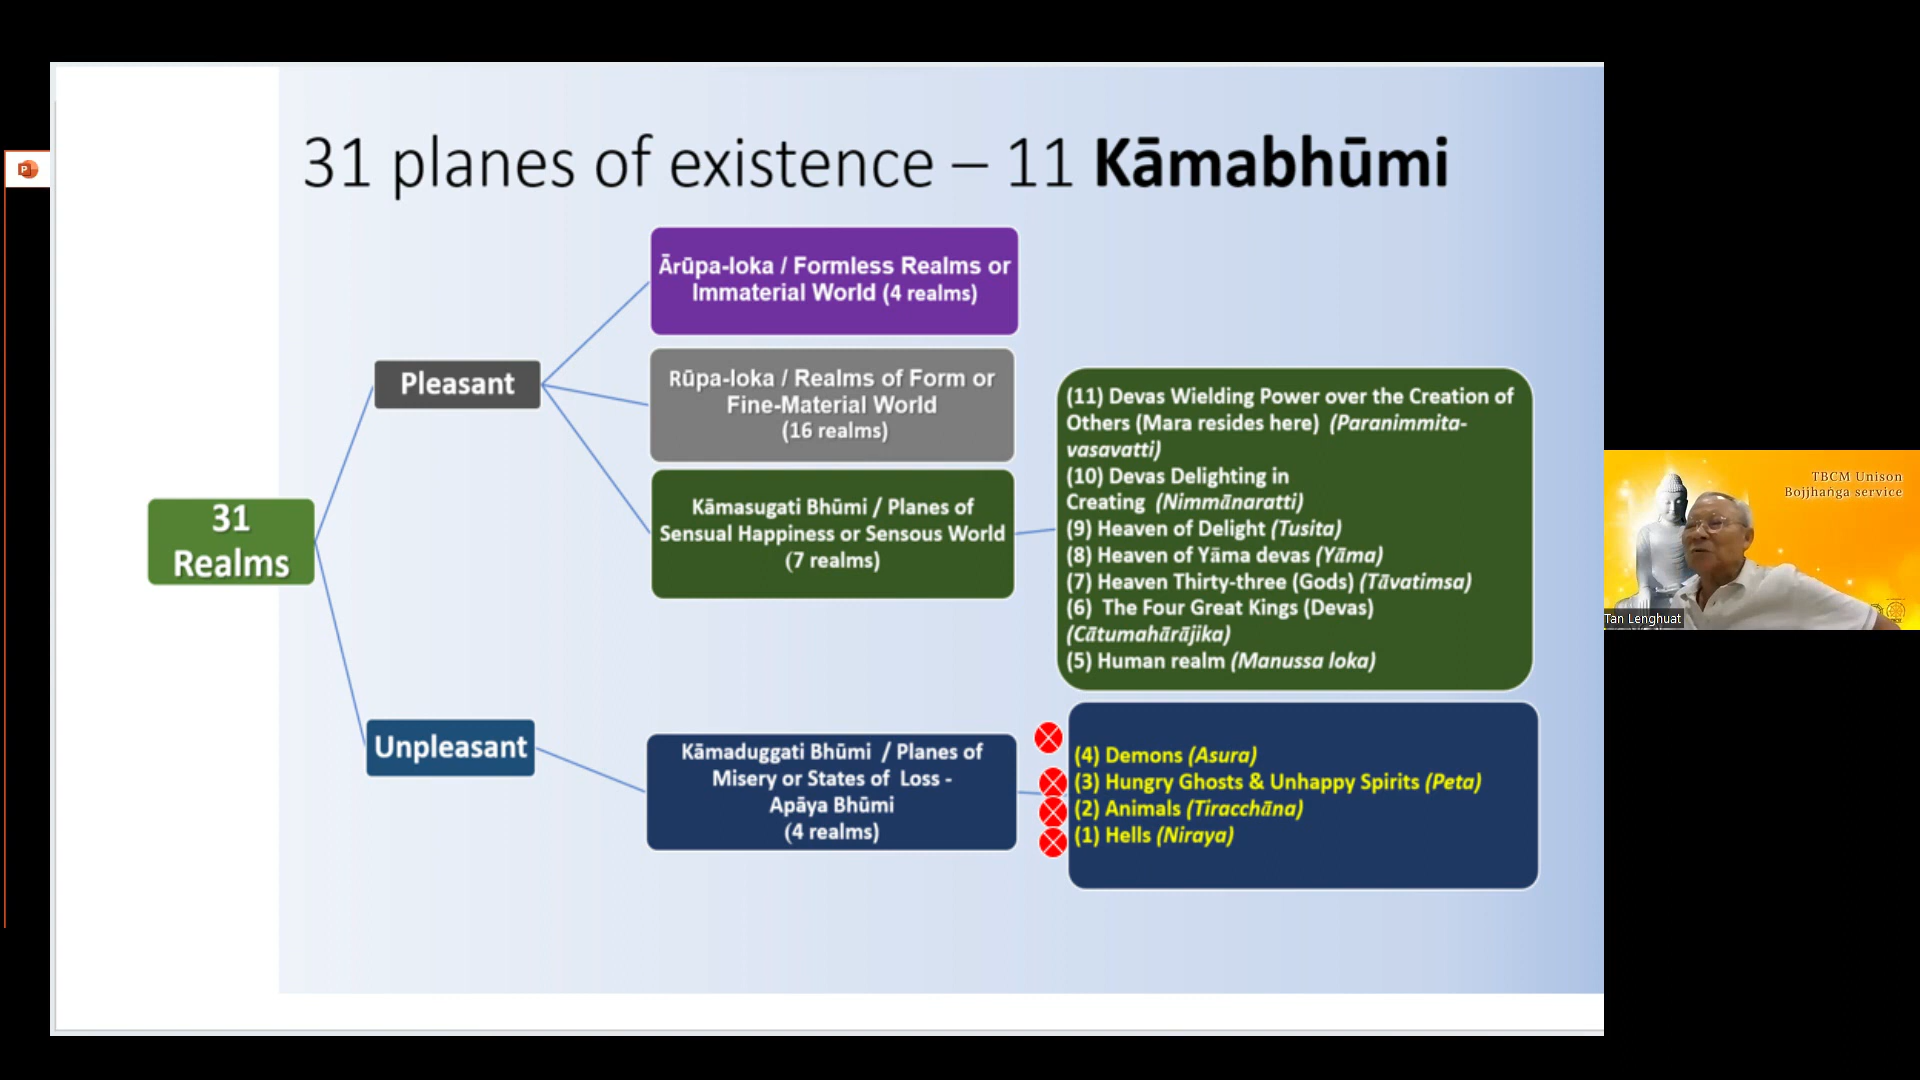 31 planes of existence – 11 Kāmabhūmi
Ārūpa-loka / Formless Realms or
Immaterial World (4 realms)
Pleasant
Rūpa-loka / Realms of Form or
Fine-Material World
(16 realms)
Kāmasugati Bhūmi / Planes of
Sensual Happiness or Sensous World
(7 realms)
(11) Devas Wielding Power over the Creation of
Others (Mara resides here) (Paranimmita-
vasavatti)
(10) Devas Delighting in
Creating (Nimmānaratti)
(9) Heaven of Delight (Tusita)
(8) Heaven of Yāma devas (Yāma)
(7) Heaven Thirty-three (Gods) (Tāvatimsa)
(6) The Four Great Kings (Devas)
(Cātumahārājika)
(5) Human realm (Manussa loka)
31
Realms
Unpleasant
Kāmaduggati Bhūmi / Planes of
Misery or States of Loss -
Apāya Bhūmi
(4 realms)
(4) Demons (Asura)
(3) Hungry Ghosts & Unhappy Spirits (Peta)
(2) Animals (Tiracchāna)
(1) Hells (Niraya)
TBCM Unison
Bojjhaṅga service
Tan Lenghuat
P